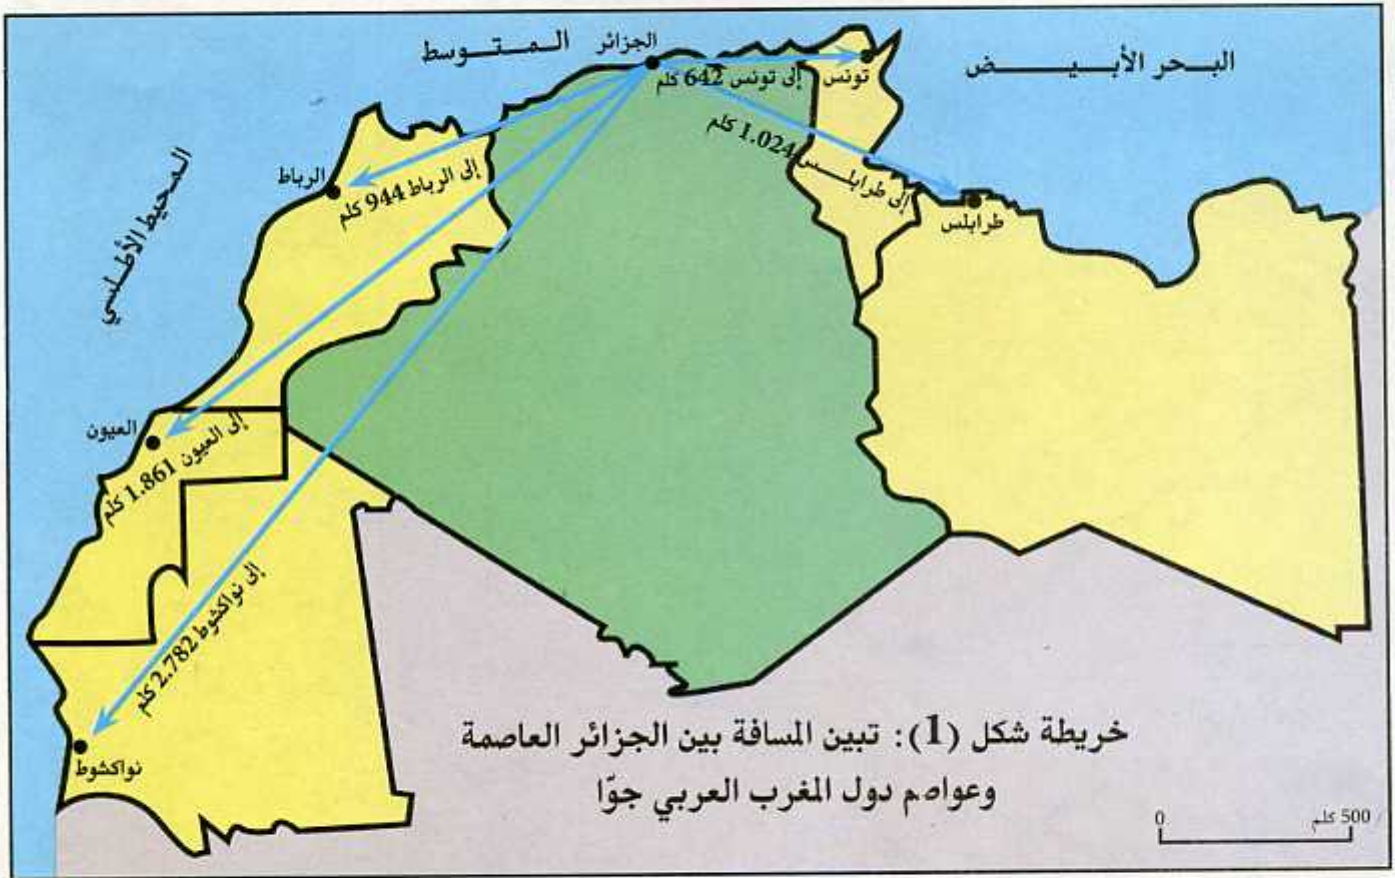 البحر الأبيــــض
المتوسط
الجزائر
تونس
إلى تونس 642 كلم
إلى طرابلس 1.024 كلم
طرابلس
الرباط
إلى الرباط 944 كلم
المحيط الأطلسي
العيون
إلى العيون 1.861 كلم
إلى نواكشوط 2.782 كلم
نواكشوط
خريطة شكل (1): تبين المسافة بين الجزائر العاصمة
وعواصم دول المغرب العربي جوّا
0 500 كلم